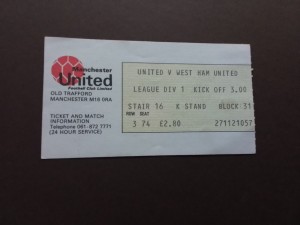 Manchester
United
Football Club Limited
OLD TRAFFORD
MANCHESTER M16 0RA
TICKET AND MATCH
INFORMATION
Telephone 061-872 7771
(24 HOUR SERVICE)
UNITED V WEST HAM UNITED
LEAGUE DIV 1 KICK OFF 3.00
STAIR 16 K STAND BLOCK 31
ROW SEAT
3 74 £2.80 271121057